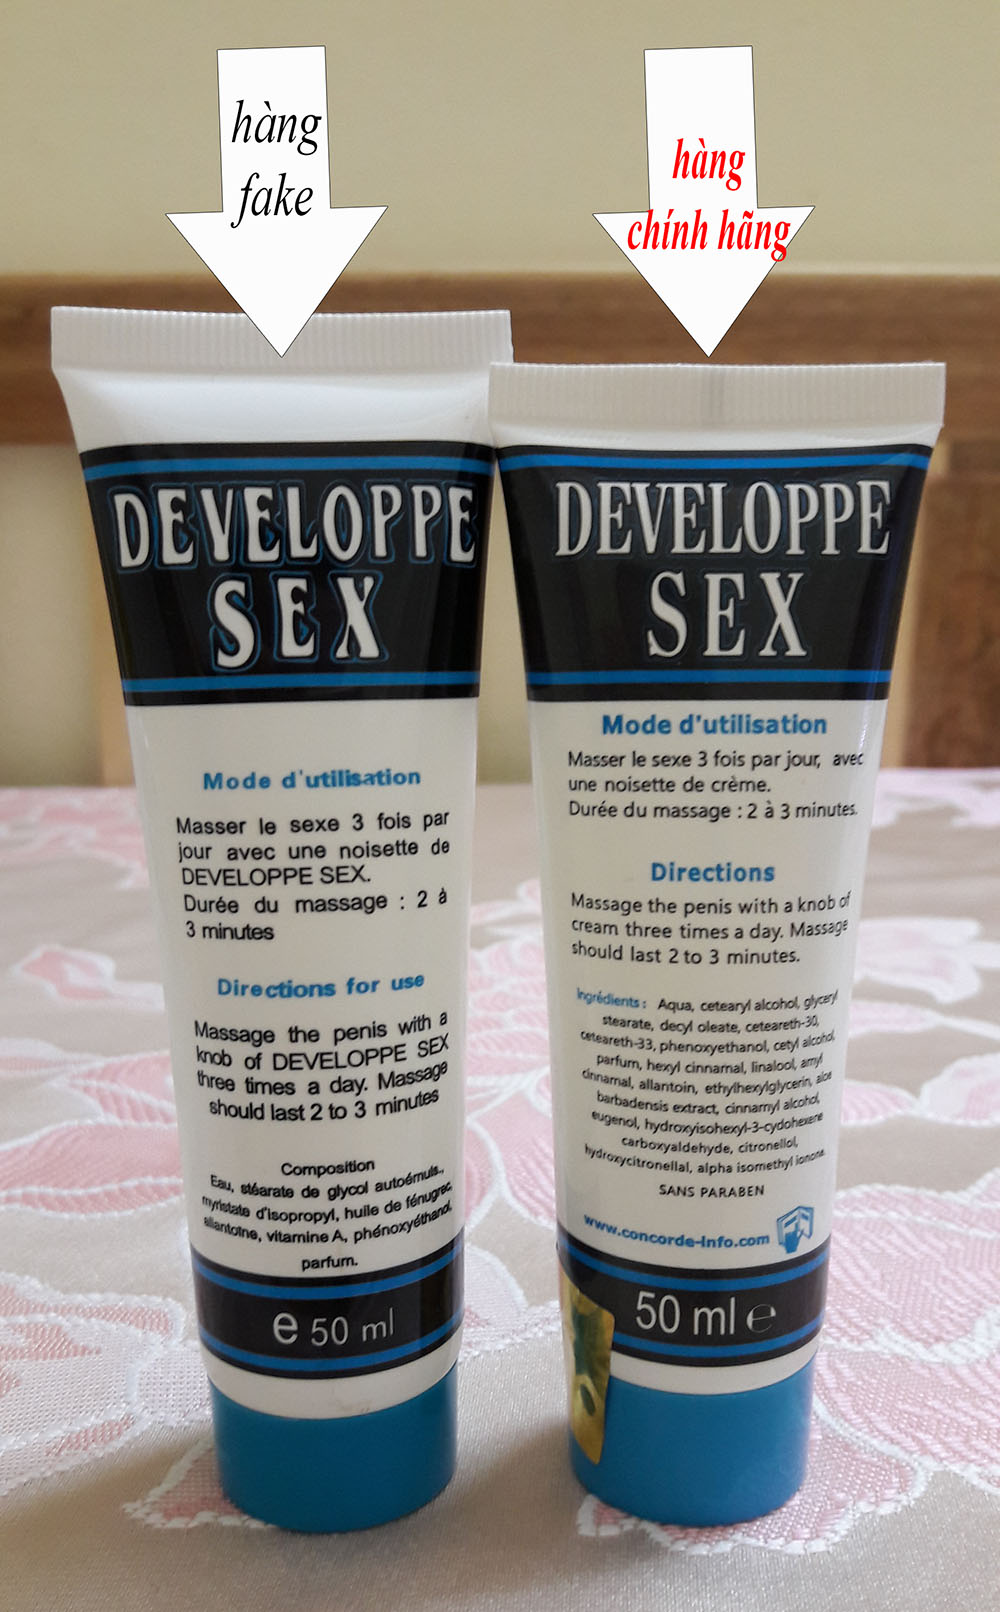 hàng
fake
hàng
chính hãng
DEVELOPPE
SEX
Mode d'utilisation
Masser le sexe 3 fois par
jour avec une noisette de
DEVELOPPE SEX.
Durée du massage : 2 à
3 minutes
Directions for use
Massage the penis with a
knob of DEVELOPPE SEX
three times a day. Massage
should last 2 to 3 minutes
Composition
Eau, stéarate de glycol autoémuls.,
myristate d'isopropyl, huile de fénugrec,
allantoïne, vitamine A, phénoxyéthanol,
parfum.
e 50 ml
DEVELOPPE
SEX
Mode d'utilisation
Masser le sexe 3 fois par jour, avec
une noisette de crème.
Durée du massage : 2 à 3 minutes.
Directions
Massage the penis with a knob of
cream three times a day. Massage
should last 2 to 3 minutes.
Ingrédients : Aqua, cetearyl alcohol, glyceryl
stearate, decyl oleate, ceteareth-30,
ceteareth-33, phenoxyethanol, cetyl alcohol,
parfum, hexyl cinnamal, linalool, amyl
cinnamal, allantoin, ethylhexylglycerin, aloe
barbadensis extract, cinnamyl alcohol,
eugenol, hydroxyisohexyl-3-cydohexene
carboxyaldehyde, citronellol,
hydroxycitronellal, alpha isomethyl ionone.
SANS PARABEN
www.concorde-info.com
50 ml e